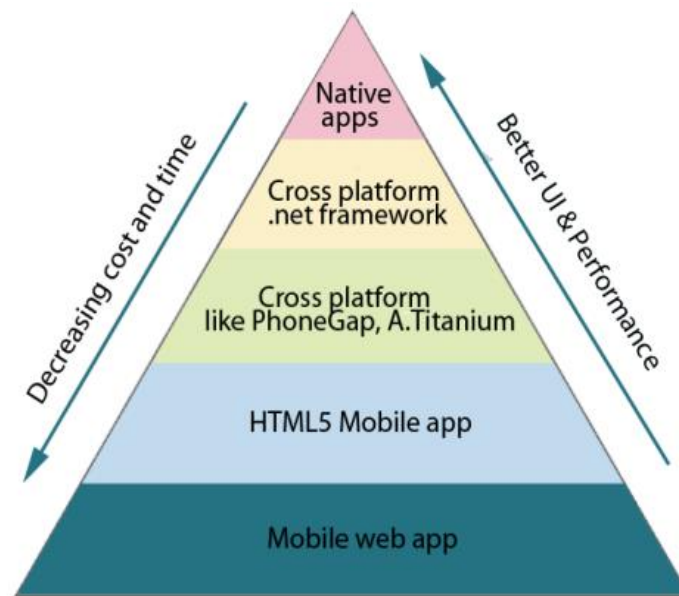 Native
apps
Cross platform
.net framework
Cross platform
like PhoneGap, A.Titanium
HTML5 Mobile app
Mobile web app
Decreasing cost and time
Better UI & Performance